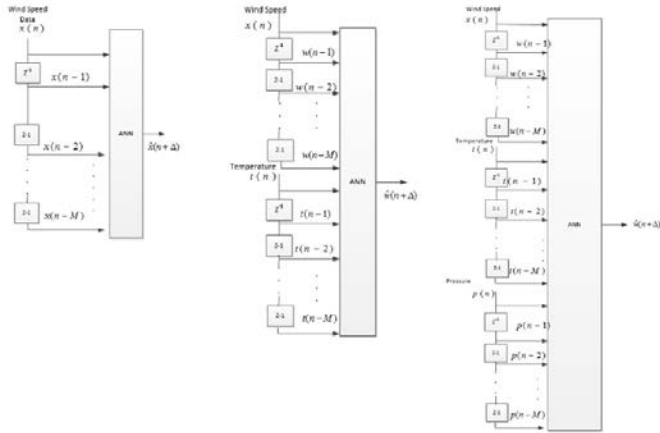 Wind Speed
Data
x(n)
Z⁻¹
x(n−1)
Z-1
x(n−2)
Z-1
x(n−M)
ANN
x̂(n+Δ)
Wind Speed
x(n)
Z⁻¹
w(n−1)
Z-1
w(n−2)
Z-1
w(n−M)
Temperature
t(n)
Z⁻¹
t(n−1)
Z-1
t(n−2)
Z-1
t(n−M)
ANN
ŵ(n+Δ)
Wind Speed
x(n)
Z⁻¹
w(n−1)
Z-1
w(n−2)
Z-1
w(n−M)
Temperature
t(n)
Z⁻¹
t(n−1)
Z-1
t(n−2)
Z-1
t(n−M)
Pressure
p(n)
Z⁻¹
p(n−1)
Z-1
p(n−2)
Z-1
p(n−M)
ANN
ŵ(n+Δ)